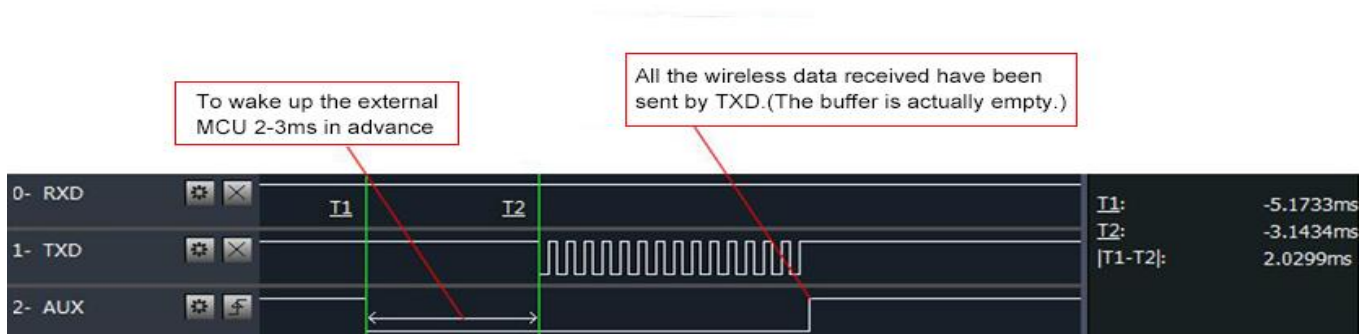 To wake up the external
MCU 2-3ms in advance
All the wireless data received have been
sent by TXD.(The buffer is actually empty.)
0- RXD
T1
T2
T1: -5.1733ms
1- TXD
T2: -3.1434ms
|T1-T2|: 2.0299ms
2- AUX